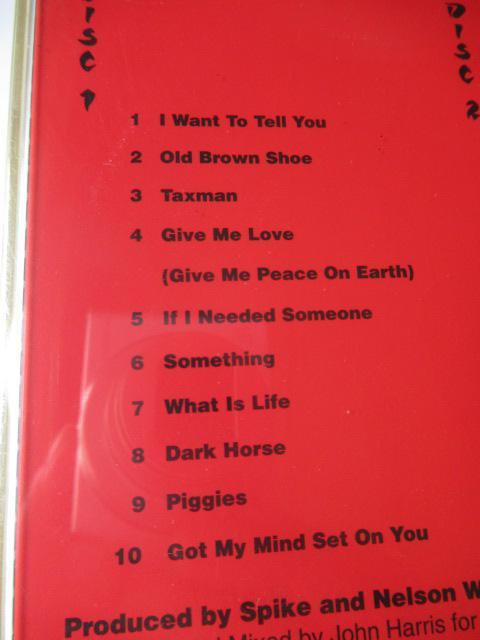 DISC 1
DISC 2
1 I Want To Tell You
2 Old Brown Shoe
3 Taxman
4 Give Me Love
(Give Me Peace On Earth)
5 If I Needed Someone
6 Something
7 What Is Life
8 Dark Horse
9 Piggies
10 Got My Mind Set On You
Produced by Spike and Nelson W
Mixed by John Harris for